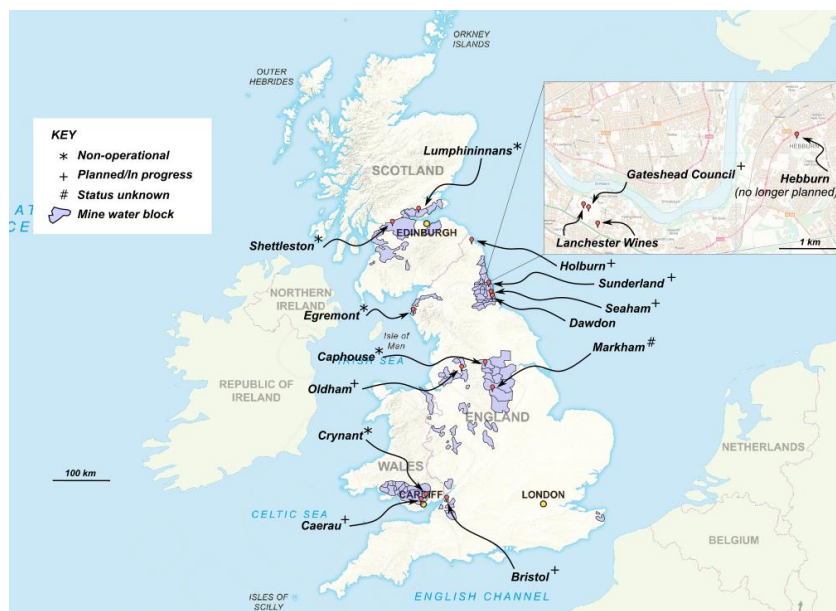 ORKNEY
ISLANDS
OUTER
HEBRIDES
KEY
* Non-operational
+ Planned/In progress
# Status unknown
Mine water block
Lumphininnans*
SCOTLAND
Gateshead Council+
HEBBURN
Hebburn
(no longer planned)
Lanchester Wines
1 km
Shettleston*
EDINBURGH
Holburn+
Sunderland+
NORTHERN
IRELAND
Seaham+
Egremont*
Dawdon
Isle of
Man
Markham#
Caphouse*
IRISH SEA
REPUBLIC OF
IRELAND
Oldham+
ENGLAND
Crynant*
NETHERLANDS
100 km
WALES
CARDIFF
LONDON
CELTIC SEA
Caerau+
BELGIUM
Bristol+
ISLES OF
SCILLY
ENGLISH CHANNEL